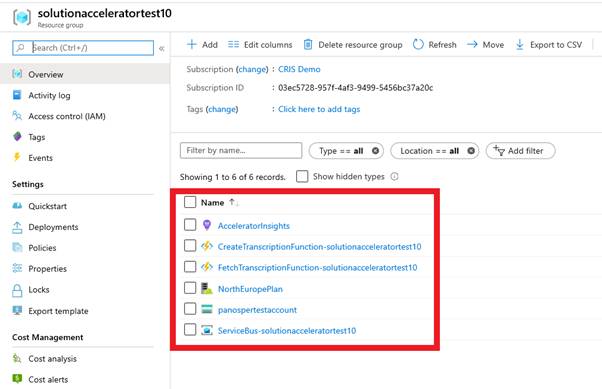 solutionacceleratortest10
Resource group
Search (Ctrl+/)
«
Overview
Activity log
Access control (IAM)
Tags
Events
Settings
Quickstart
Deployments
Policies
Properties
Locks
Export template
Cost Management
Cost analysis
Cost alerts
Add Edit columns Delete resource group Refresh Move Export to CSV
Subscription (change) : CRIS Demo
Subscription ID : 03ec5728-957f-4af3-9499-5456bc37a20c
Tags (change) : Click here to add tags
Filter by name... Type == all Location == all Add filter
Showing 1 to 6 of 6 records. Show hidden types
Name ↑↓
AcceleratorInsights
CreateTranscriptionFunction-solutionacceleratortest10
FetchTranscriptionFunction-solutionacceleratortest10
NorthEuropePlan
panospertestaccount
ServiceBus-solutionacceleratortest10